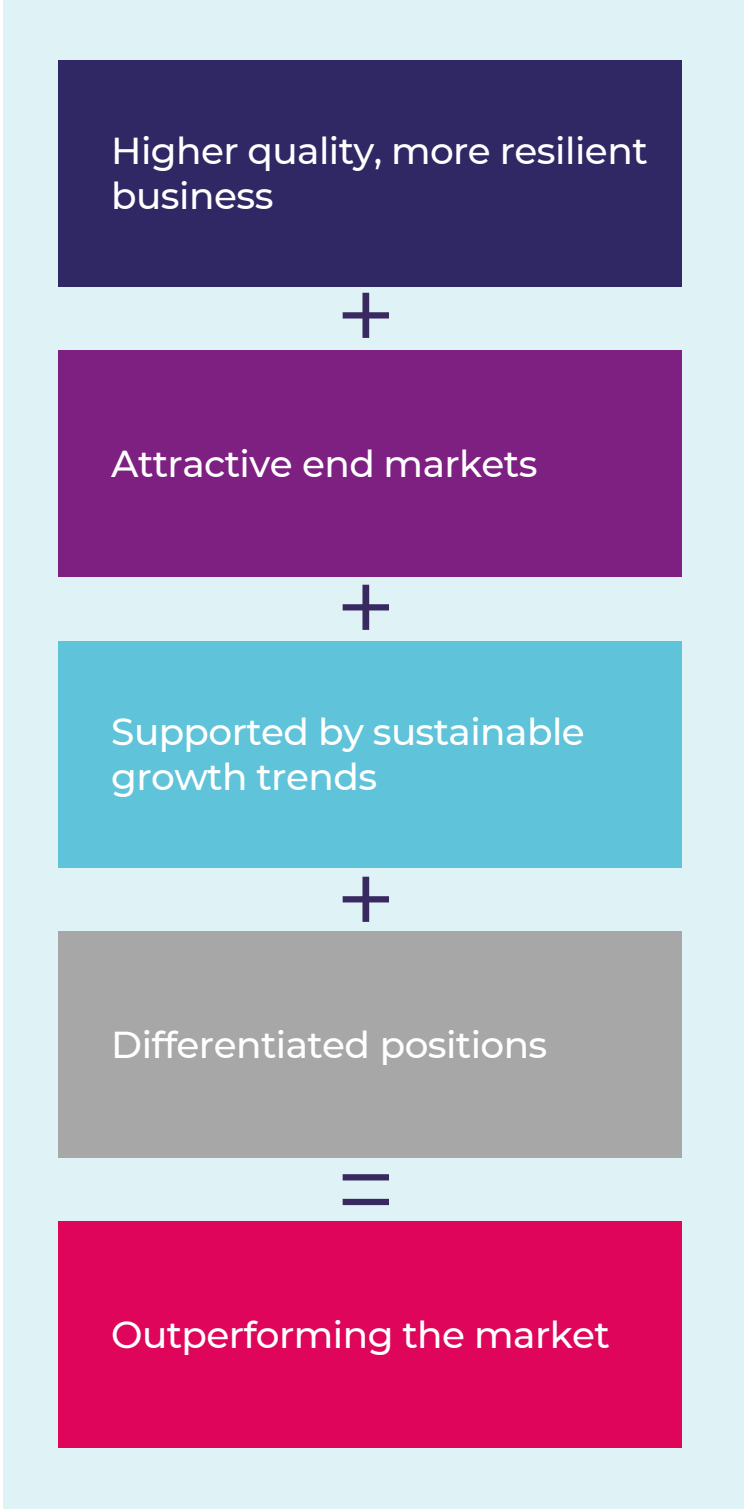 Higher quality, more resilient
business
+
Attractive end markets
+
Supported by sustainable
growth trends
+
Differentiated positions
=
Outperforming the market